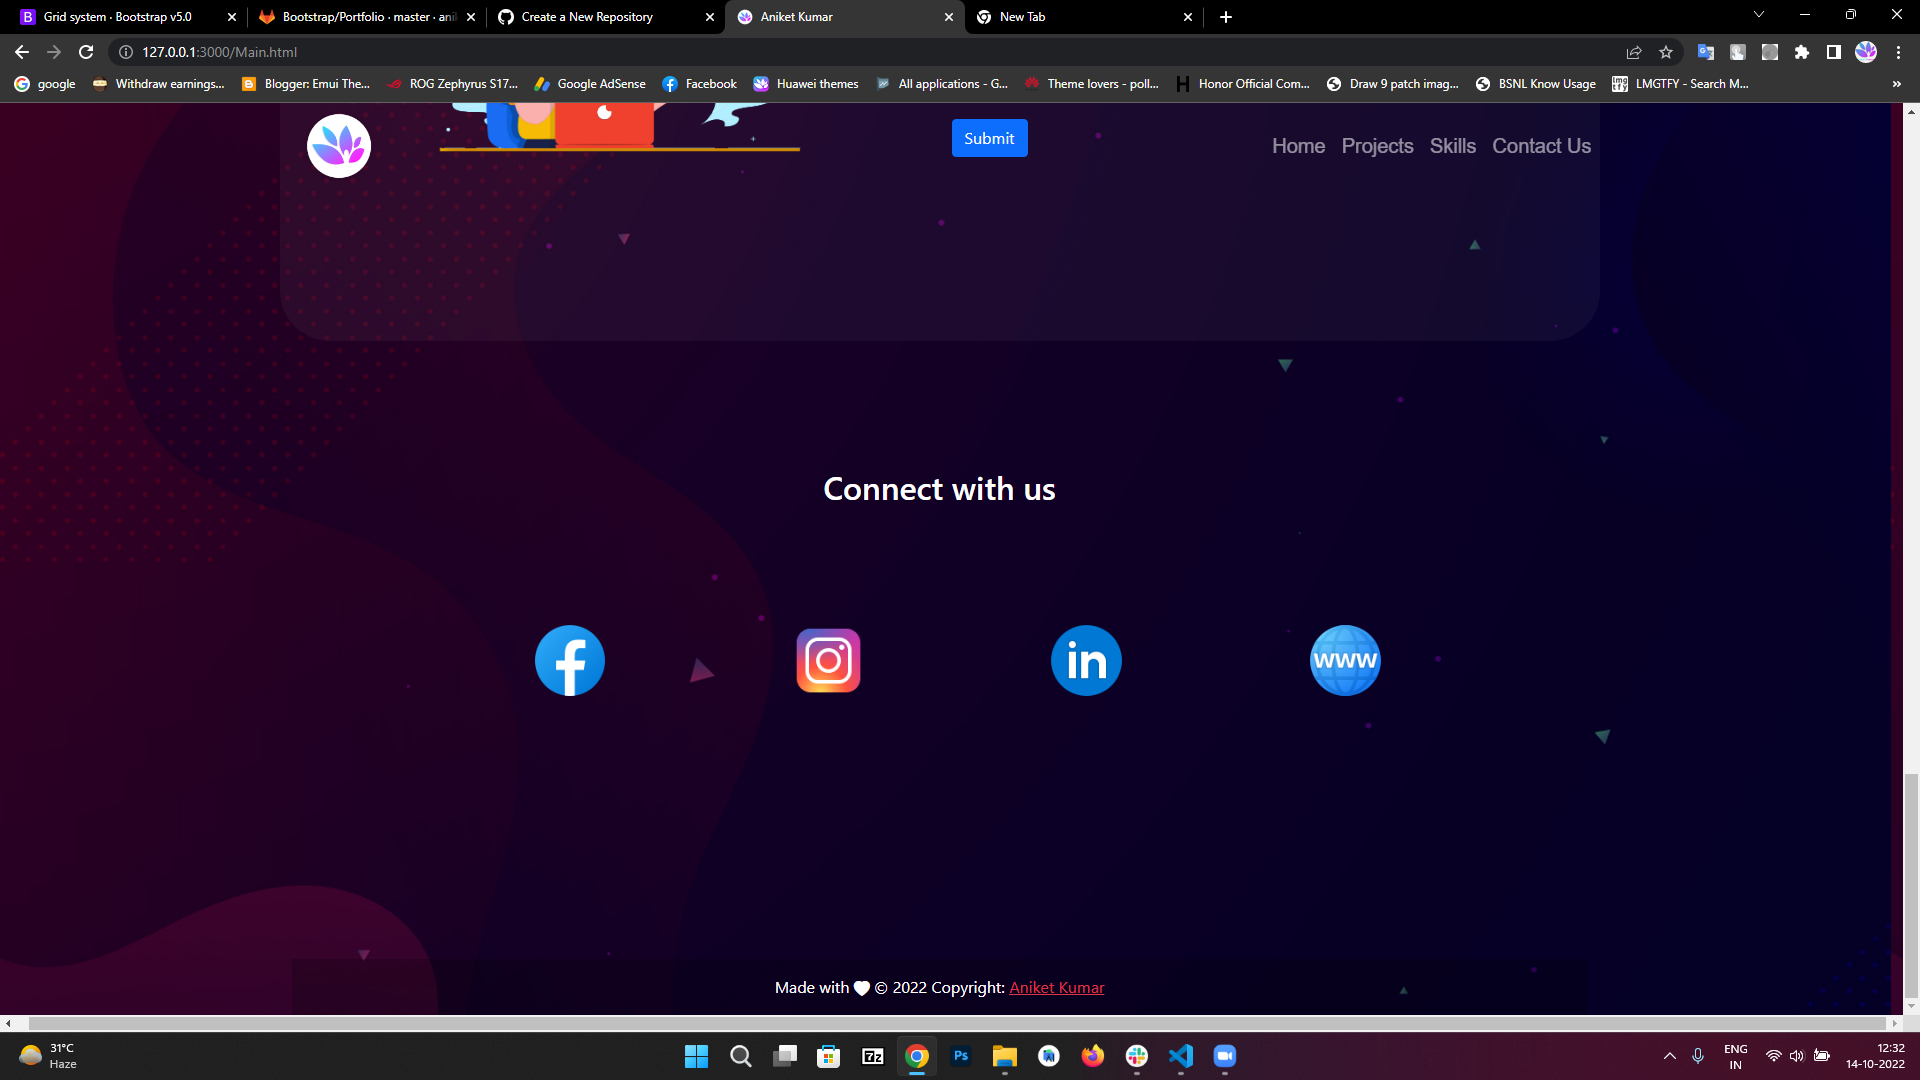 B Grid system · Bootstrap v5.0
Bootstrap/Portfolio · master · ani
Create a New Repository
Aniket Kumar
New Tab
127.0.0.1:3000/Main.html
google
Withdraw earnings...
Blogger: Emui The...
ROG Zephyrus S17...
Google AdSense
Facebook
Huawei themes
All applications - G...
Theme lovers - poll...
H Honor Official Com...
Draw 9 patch imag...
BSNL Know Usage
LMGTFY - Search M...
»
Submit
Home Projects Skills Contact Us
Connect with us
f
in
WWW
Made with 🤍 © 2022 Copyright: Aniket Kumar
31°C
Haze
7z
Ps
ENG
IN
12:32
14-10-2022